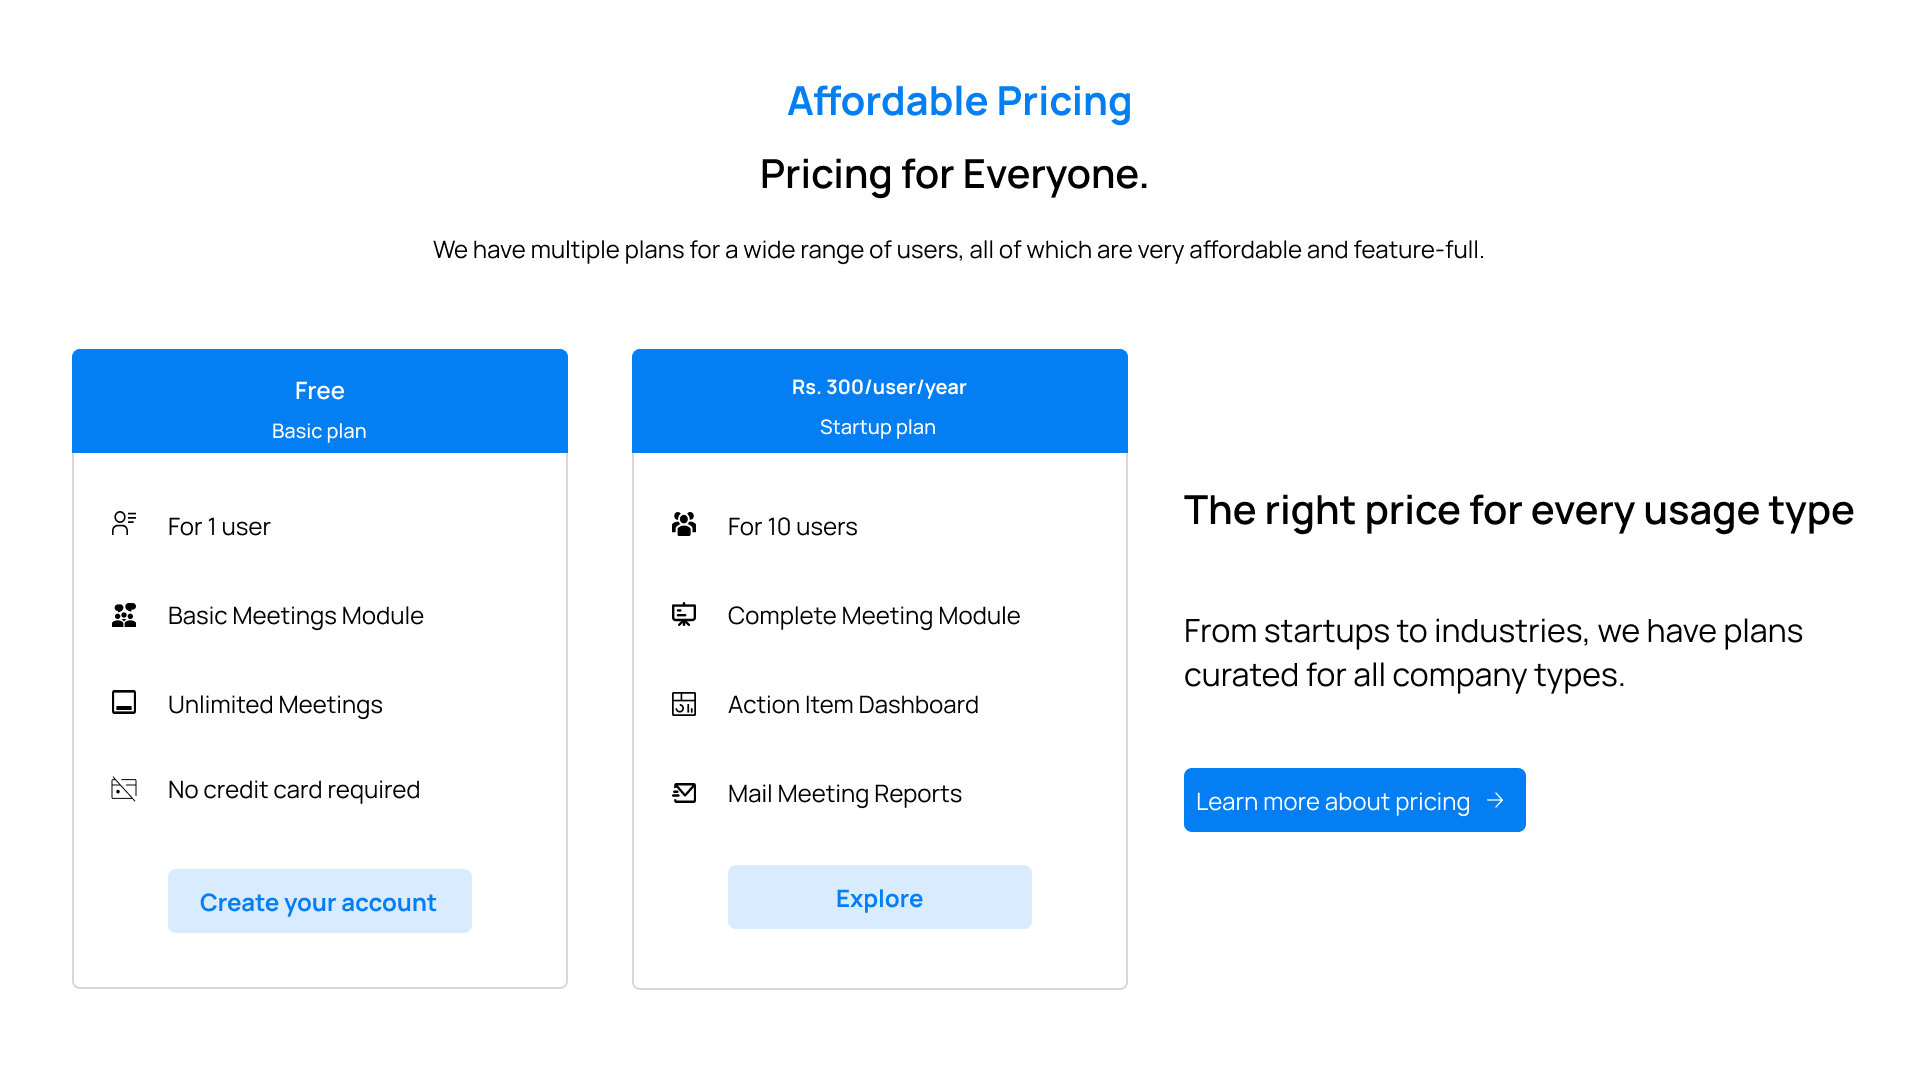 Affordable Pricing
Pricing for Everyone.
We have multiple plans for a wide range of users, all of which are very affordable and feature-full.
Free
Basic plan
For 1 user
Basic Meetings Module
Unlimited Meetings
No credit card required
Create your account
Rs. 300/user/year
Startup plan
For 10 users
Complete Meeting Module
Action Item Dashboard
Mail Meeting Reports
Explore
The right price for every usage type
From startups to industries, we have plans
curated for all company types.
Learn more about pricing